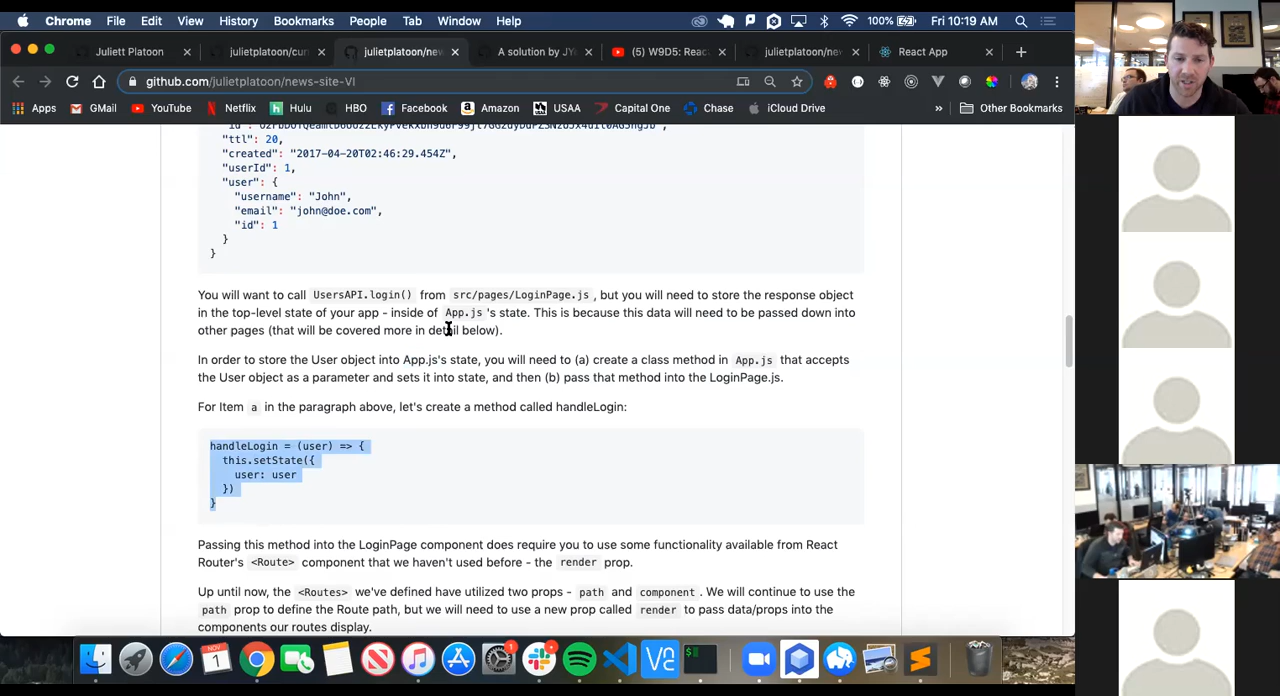 Chrome File Edit View History Bookmarks People Tab Window Help 100% Fri 10:19 AM
Juliett Platoon julietplatoon/cur julietplatoon/nev A solution by JY W9D5: Reac julietplatoon/nev React App
github.com/julietplatoon/news-site-VI
Apps GMail YouTube Netflix Hulu HBO Facebook Amazon USAA Capital One Chase iCloud Drive » Other Bookmarks
"ttl": 20,
"created": "2017-04-20T02:46:29.454Z",
"userId": 1,
"user": {
"username": "John",
"email": "john@doe.com",
"id": 1
}
}
You will want to call UsersAPI.login() from src/pages/LoginPage.js , but you will need to store the response object
in the top-level state of your app - inside of App.js 's state. This is because this data will need to be passed down into
other pages (that will be covered more in detail below).
In order to store the User object into App.js's state, you will need to (a) create a class method in App.js that accepts
the User object as a parameter and sets it into state, and then (b) pass that method into the LoginPage.js.
For Item a in the paragraph above, let's create a method called handleLogin:
handleLogin = (user) => {
this.setState({
user: user
})
}
Passing this method into the LoginPage component does require you to use some functionality available from React
Router's <Route> component that we haven't used before - the render prop.
Up until now, the <Routes> we've defined have utilized two props - path and component . We will continue to use the
path prop to define the Route path, but we will need to use a new prop called render to pass data/props into the
components our routes display.